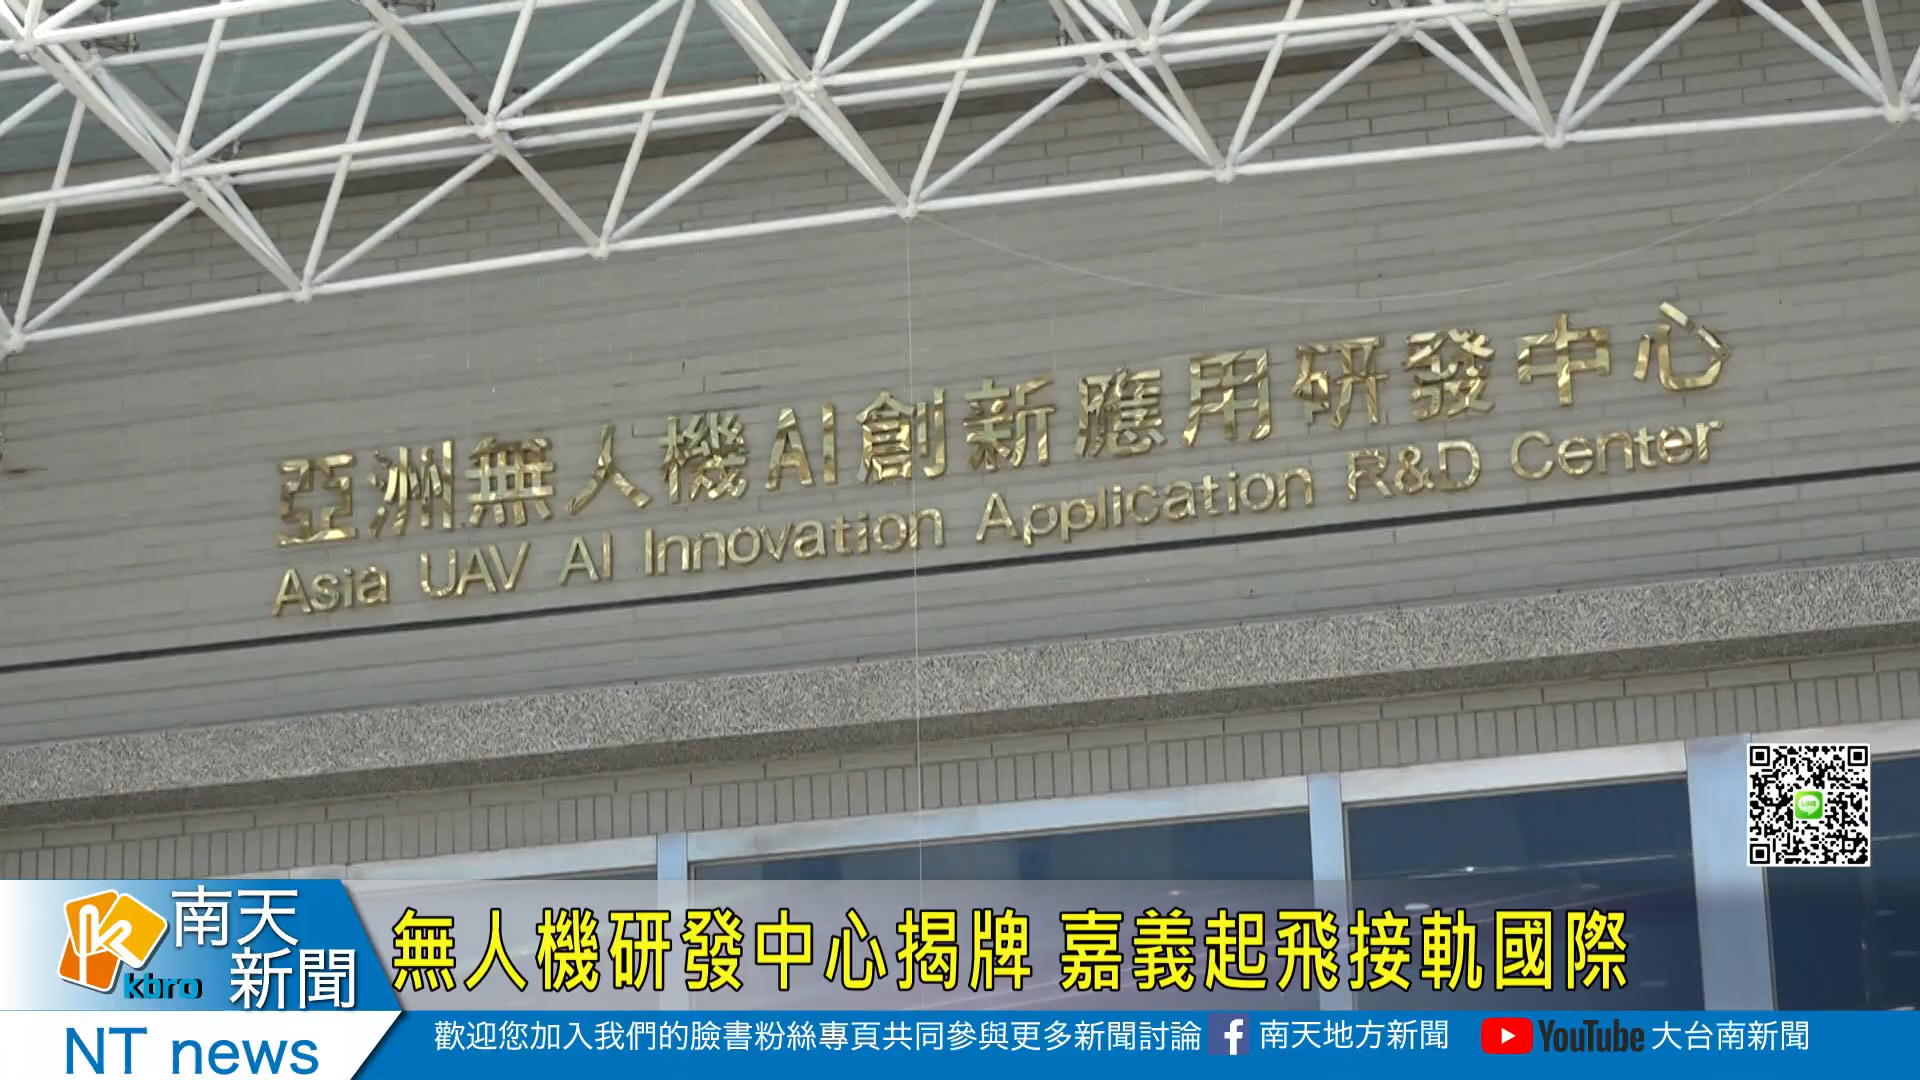 亞洲無人機AI創新應用研發中心
Asia UAV AI Innovation Application R&D Center
LINE
南天
新聞
kbro
無人機研發中心揭牌 嘉義起飛接軌國際
NT news
歡迎您加入我們的臉書粉絲專頁共同參與更多新聞討論 f 南天地方新聞 YouTube 大台南新聞